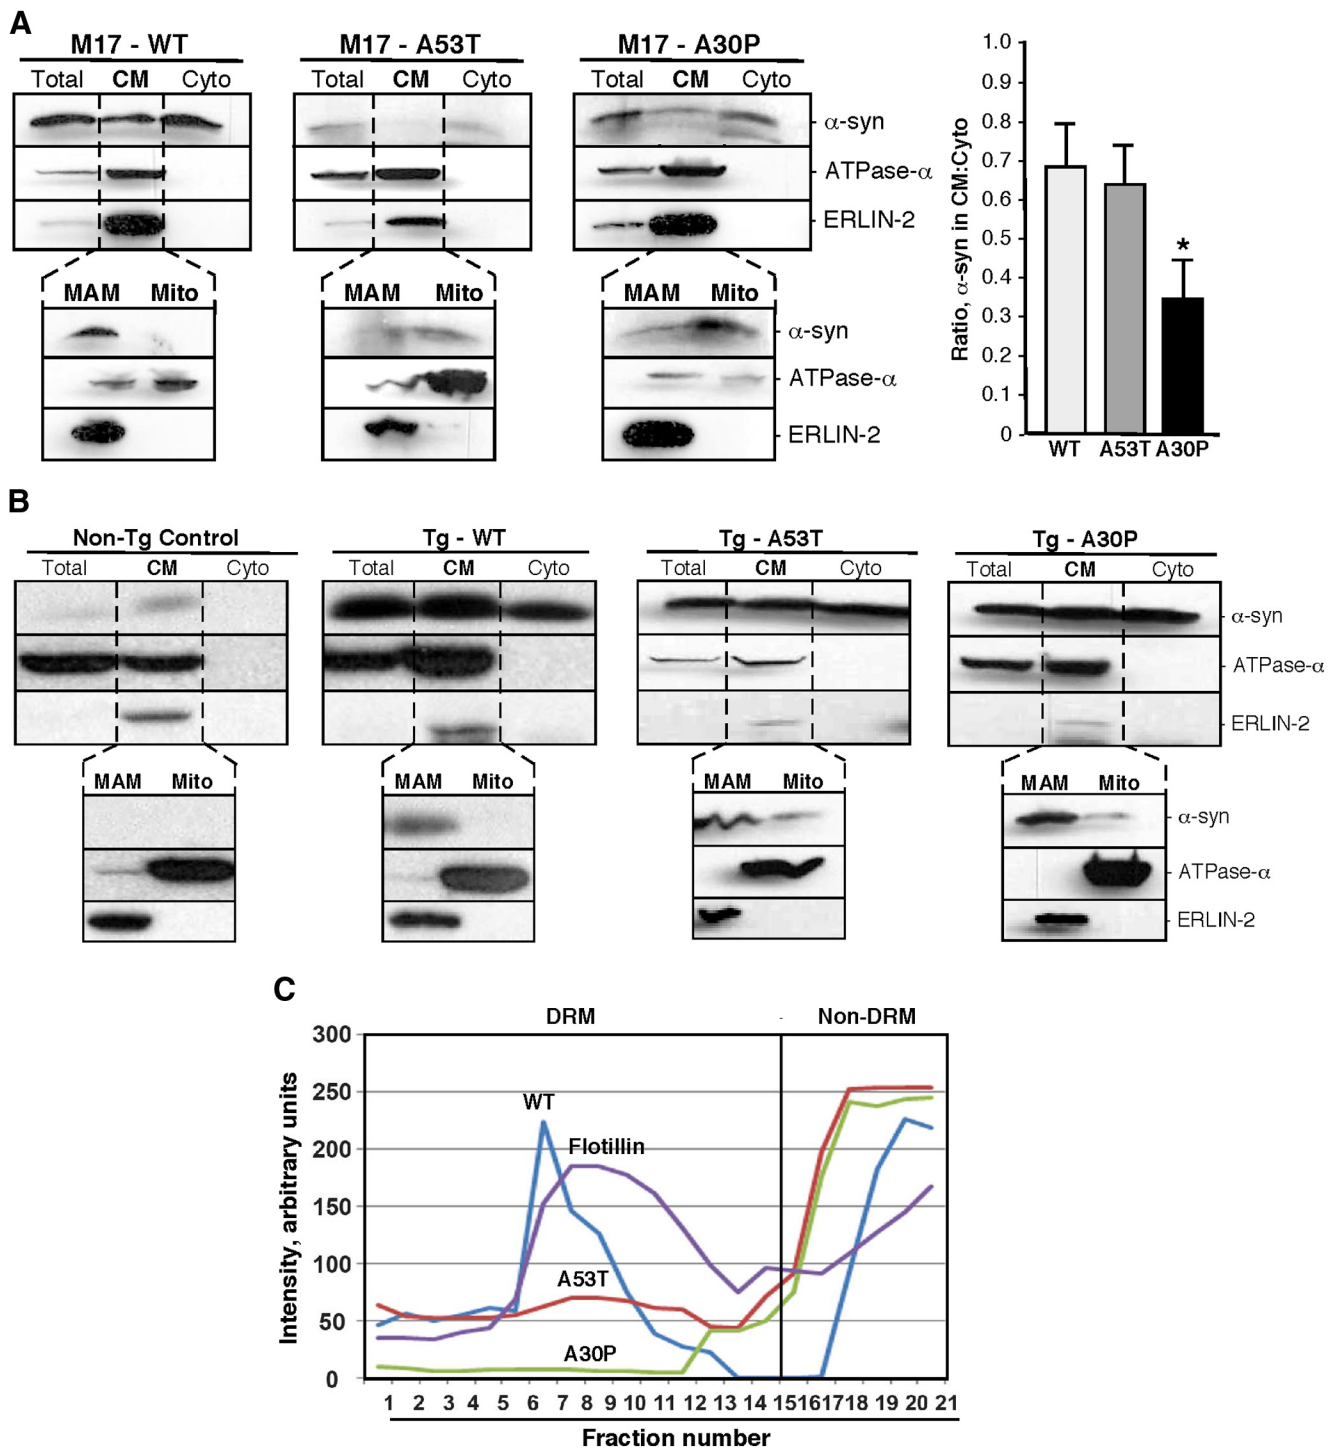 A
M17 - WT
M17 - A53T
M17 - A30P
Total CM Cyto
Total CM Cyto
Total CM Cyto
α-syn
ATPase-α
ERLIN-2
MAM Mito
MAM Mito
MAM Mito
α-syn
ATPase-α
ERLIN-2
Ratio, α-syn in CM:Cyto
1.0
0.9
0.8
0.7
0.6
0.5
0.4
0.3
0.2
0.1
0
*
WT A53T A30P
B
Non-Tg Control
Tg - WT
Tg - A53T
Tg - A30P
Total CM Cyto
Total CM Cyto
Total CM Cyto
Total CM Cyto
α-syn
ATPase-α
ERLIN-2
MAM Mito
MAM Mito
MAM Mito
MAM Mito
α-syn
ATPase-α
ERLIN-2
C
DRM
Non-DRM
Intensity, arbitrary units
300
250
200
150
100
50
0
WT
Flotillin
A53T
A30P
1 2 3 4 5 6 7 8 9 10 11 12 13 14 15 16 17 18 19 20 21
Fraction number